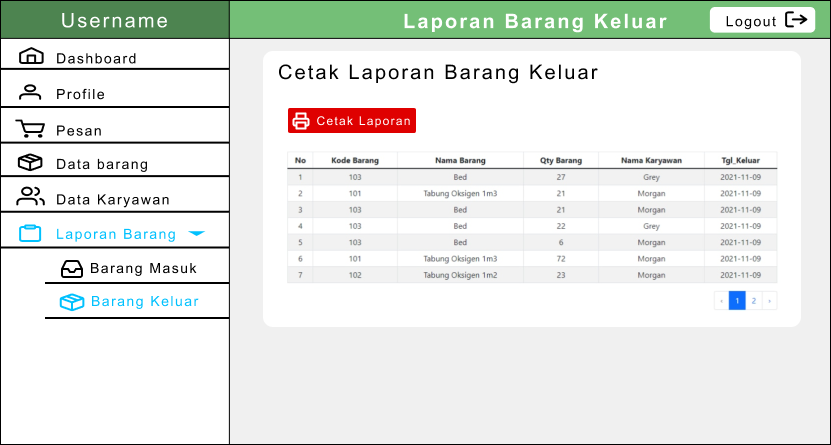 Username
Laporan Barang Keluar
Logout
Dashboard
Profile
Pesan
Data barang
Data Karyawan
Laporan Barang
Barang Masuk
Barang Keluar
Cetak Laporan Barang Keluar
Cetak Laporan
No Kode Barang Nama Barang Qty Barang Nama Karyawan Tgl_Keluar
1 103 Bed 27 Grey 2021-11-09
2 101 Tabung Oksigen 1m3 21 Morgan 2021-11-09
3 103 Bed 21 Morgan 2021-11-09
4 103 Bed 22 Grey 2021-11-09
5 103 Bed 6 Morgan 2021-11-09
6 101 Tabung Oksigen 1m3 72 Morgan 2021-11-09
7 102 Tabung Oksigen 1m2 23 Morgan 2021-11-09
‹ 1 2 ›